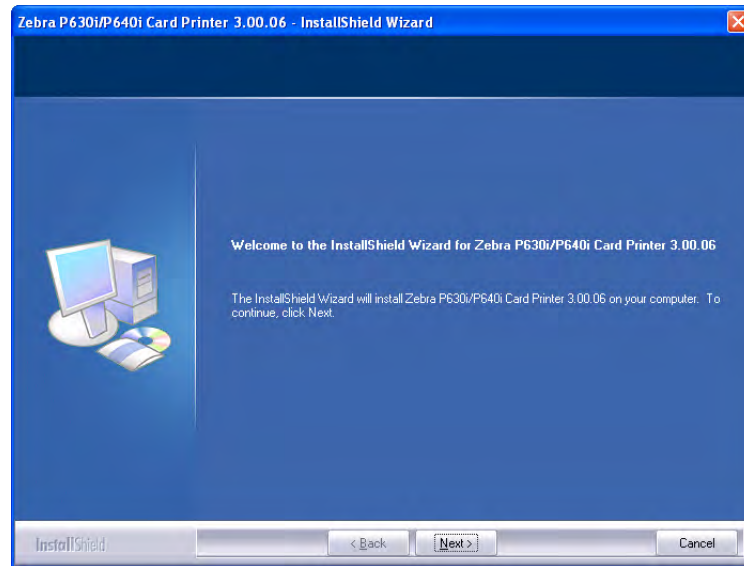 Zebra P630i/P640i Card Printer 3.00.06 - InstallShield Wizard
Welcome to the InstallShield Wizard for Zebra P630i/P640i Card Printer 3.00.06
The InstallShield Wizard will install Zebra P630i/P640i Card Printer 3.00.06 on your computer. To
continue, click Next.
InstallShield
< Back
Next >
Cancel